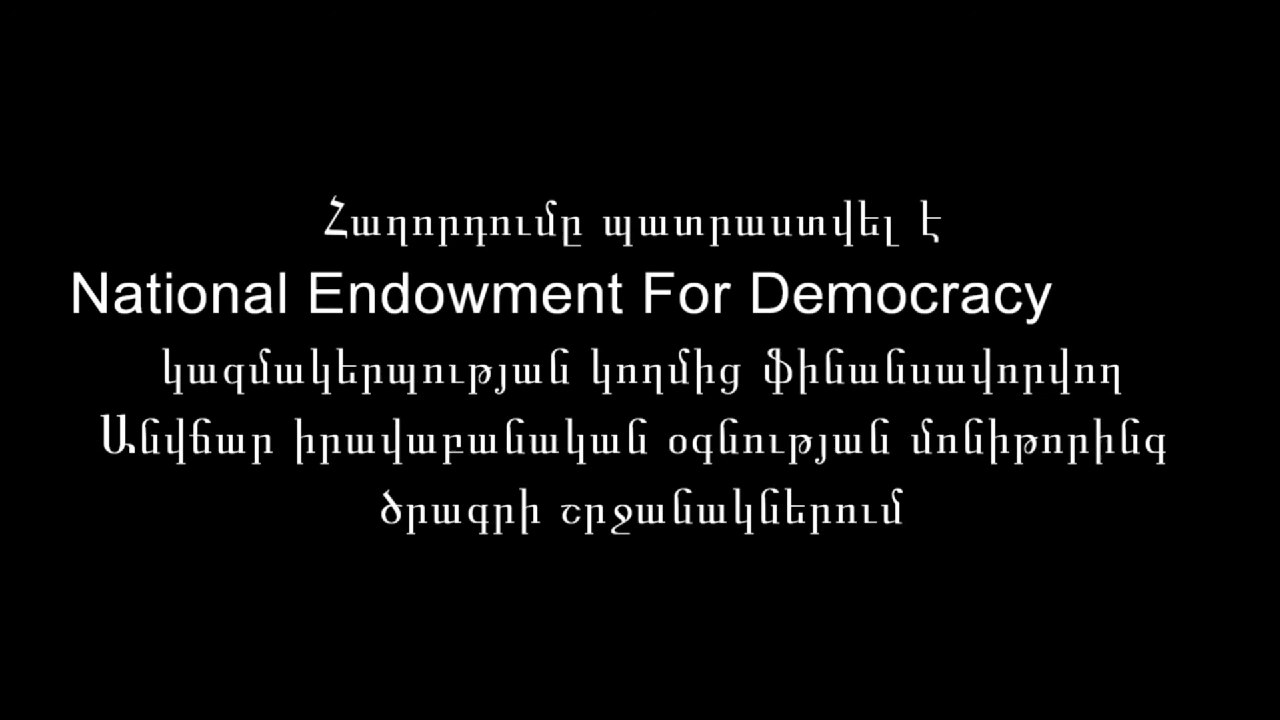 Հաղորդումը պատրաստվել է
National Endowment For Democracy
կազմակերպության կողմից ֆինանսավորվող
Անվճար իրավաբանական օգնության մոնիթորինգ
ծրագրի շրջանակներում